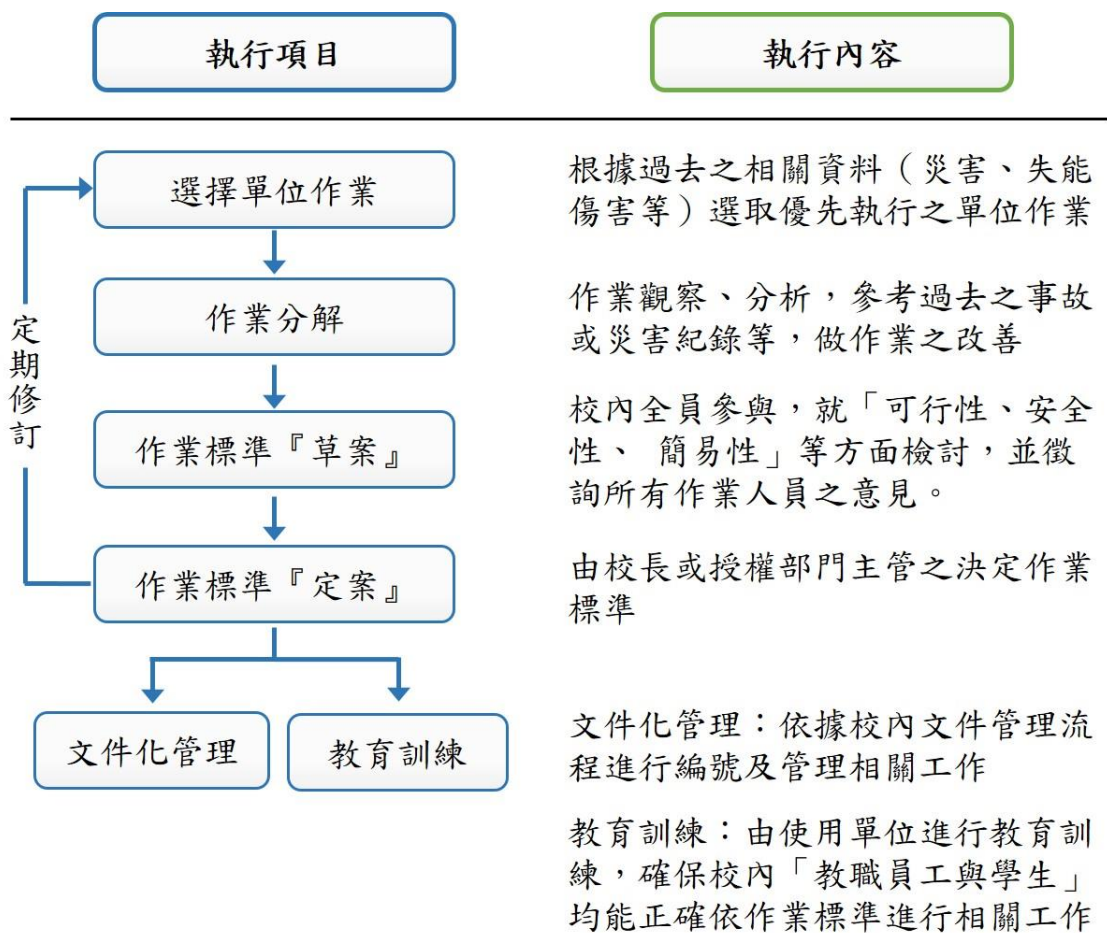 執行項目
執行內容
選擇單位作業
根據過去之相關資料（災害、失能
傷害等）選取優先執行之單位作業
作業分解
作業觀察、分析，參考過去之事故
或災害紀錄等，做作業之改善
定期修訂
作業標準『草案』
校內全員參與，就「可行性、安全
性、 簡易性」等方面檢討，並徵
詢所有作業人員之意見。
作業標準『定案』
由校長或授權部門主管之決定作業
標準
文件化管理
教育訓練
文件化管理：依據校內文件管理流
程進行編號及管理相關工作
教育訓練：由使用單位進行教育訓
練，確保校內「教職員工與學生」
均能正確依作業標準進行相關工作